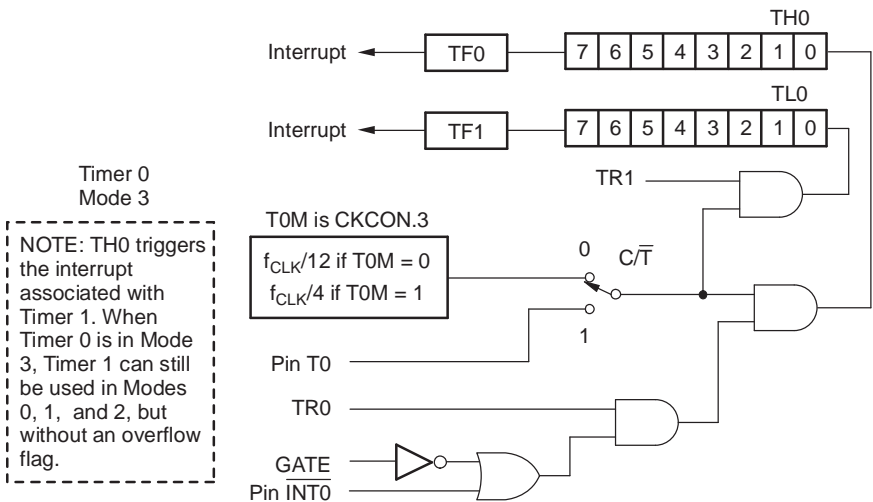 TH0
Interrupt TF0 7 6 5 4 3 2 1 0
TL0
Interrupt TF1 7 6 5 4 3 2 1 0
Timer 0
Mode 3
TR1
T0M is CKCON.3
NOTE: TH0 triggers
the interrupt
associated with
Timer 1. When
Timer 0 is in Mode
3, Timer 1 can still
be used in Modes
0, 1, and 2, but
without an overflow
flag.
fCLK/12 if T0M = 0
fCLK/4 if T0M = 1
0
C/T̅
1
Pin T0
TR0
GATE
Pin I̅N̅T̅0̅